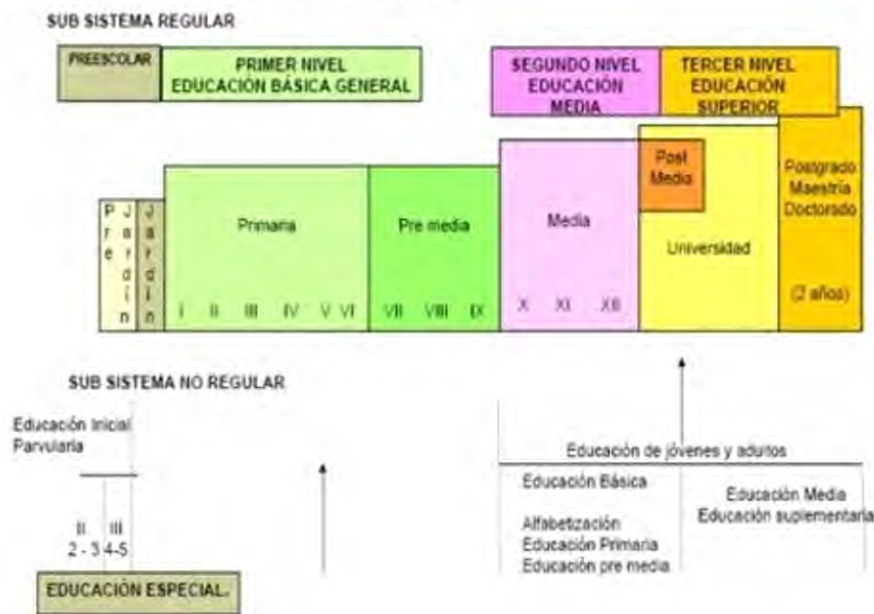 SUB SISTEMA REGULAR
PREESCOLAR
PRIMER NIVEL
EDUCACIÓN BÁSICA GENERAL
SEGUNDO NIVEL
EDUCACIÓN
MEDIA
TERCER NIVEL
EDUCACIÓN
SUPERIOR
Pre
Jardín
Jardín
Primaria
I II III IV V VI
Pre media
VII VIII IX
Media
X XI XII
Post
Media
Universidad
Postgrado
Maestría
Doctorado
(2 años)
SUB SISTEMA NO REGULAR
Educación Inicial
Parvularia
II III
2 - 3 4-5
EDUCACIÓN ESPECIAL.
Educación de jóvenes y adultos
Educación Básica
Alfabetización
Educación Primaria
Educación pre media
Educación Media
Educación suplementaria